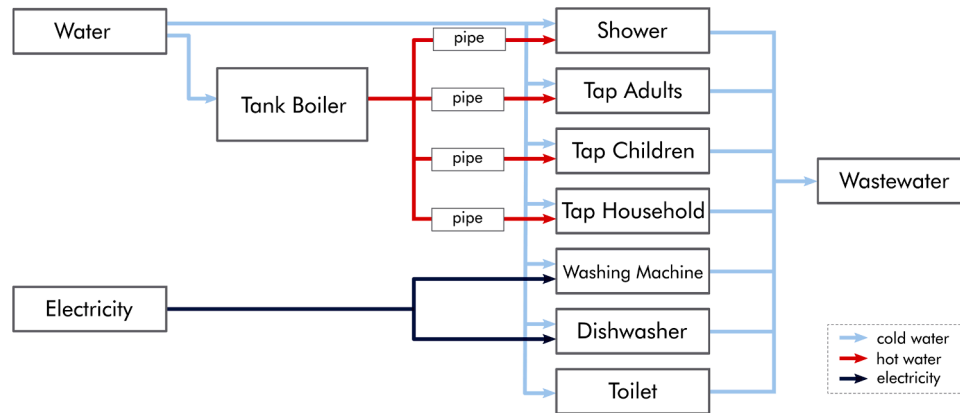 Water
pipe
Shower
Tank Boiler
pipe
Tap Adults
pipe
Tap Children
Wastewater
pipe
Tap Household
Washing Machine
Electricity
Dishwasher
Toilet
cold water
hot water
electricity